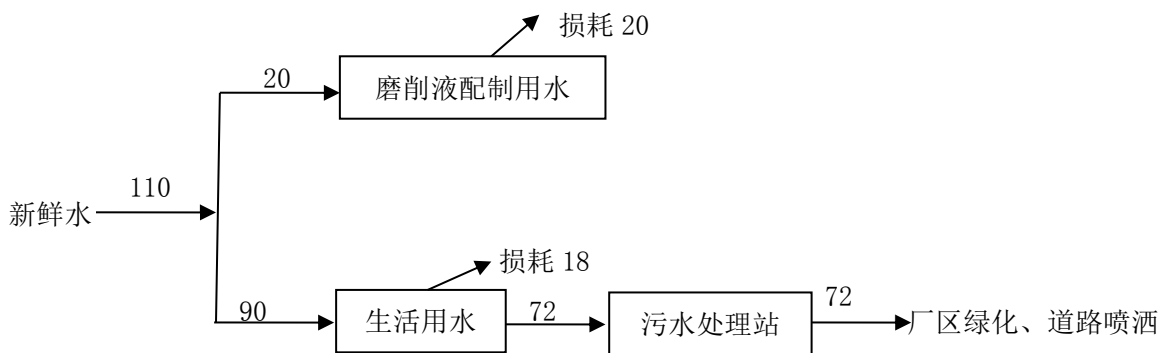 损耗 20
20
磨削液配制用水
110
新鲜水
损耗 18
90
生活用水
72
污水处理站
72
厂区绿化、道路喷洒